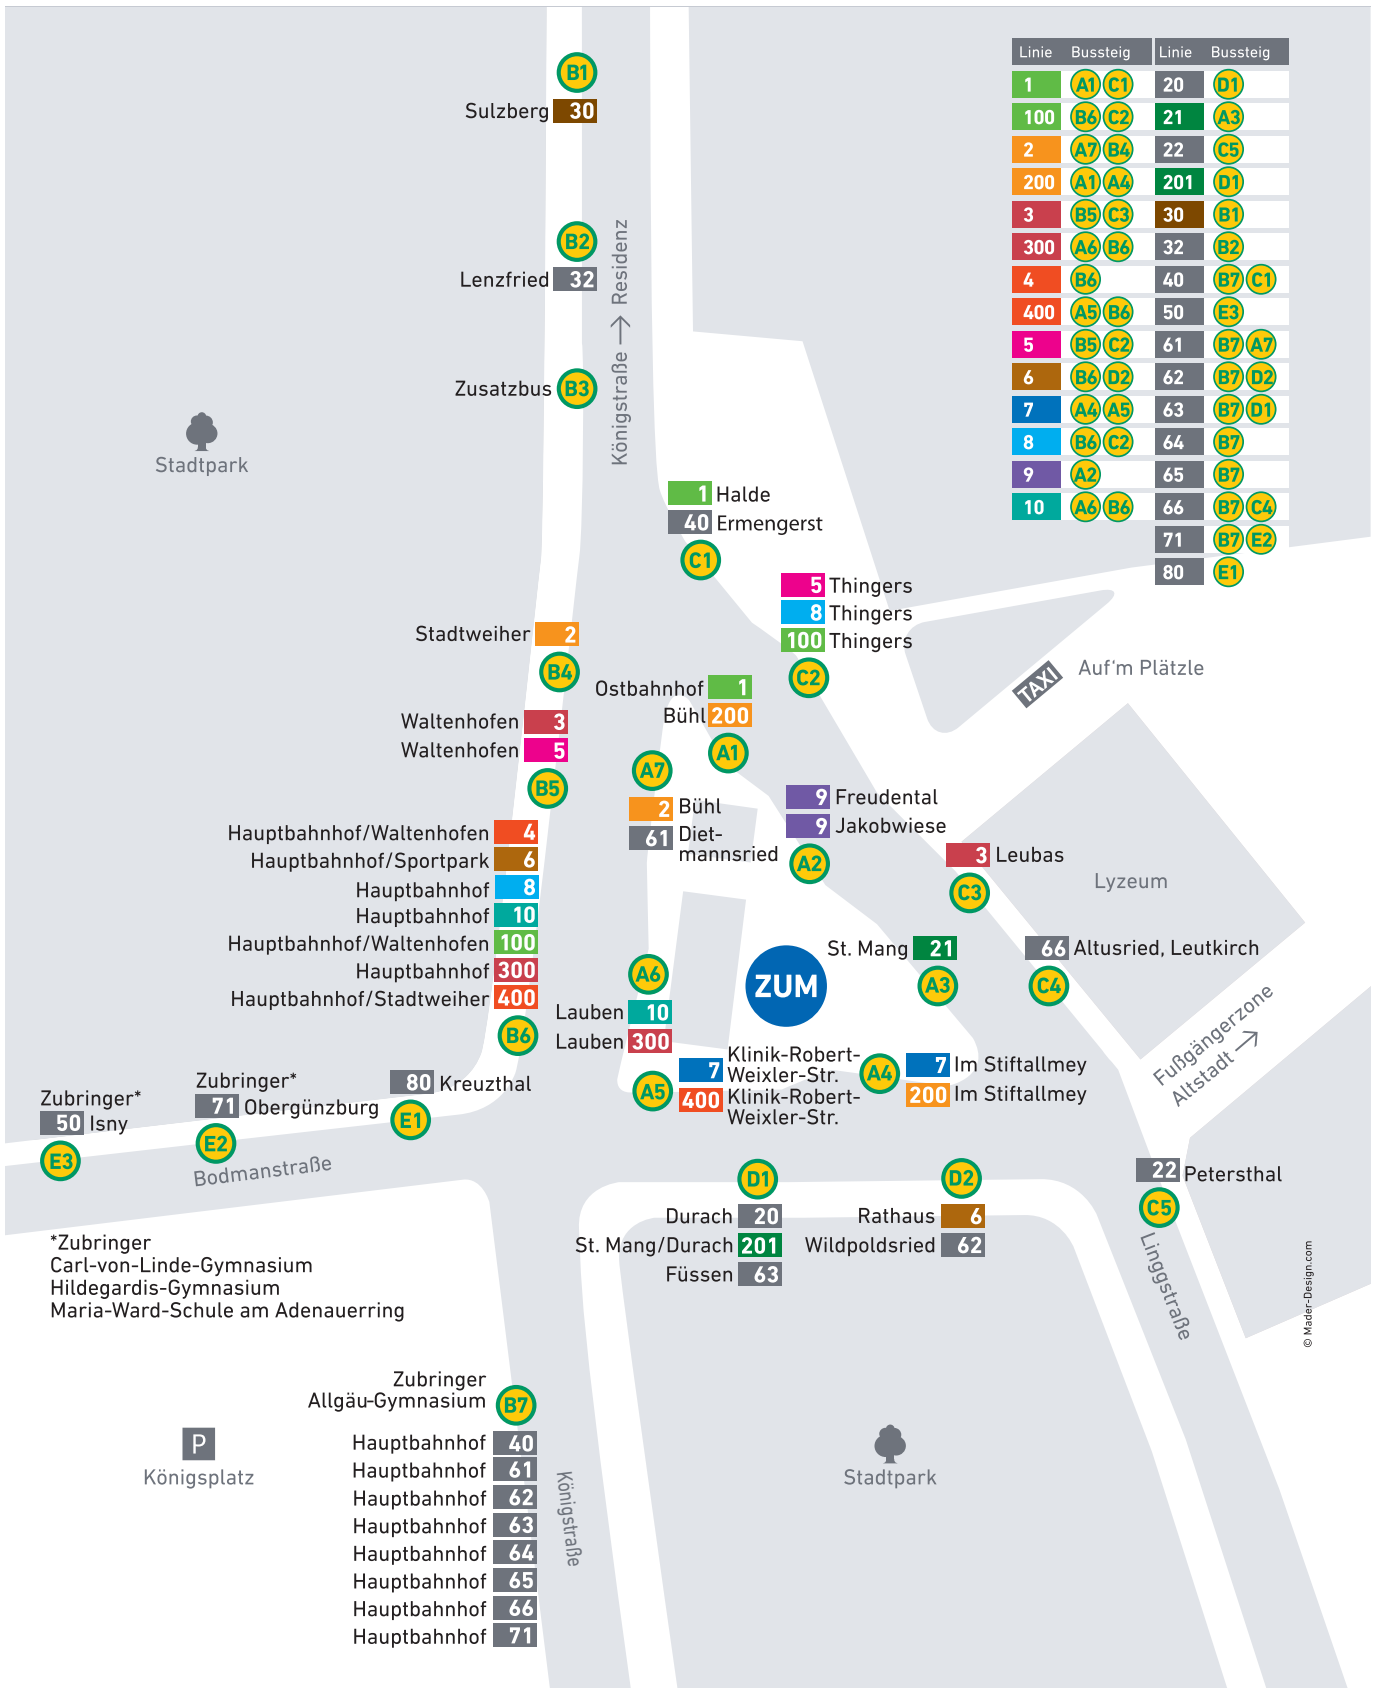 Linie Bussteig Linie Bussteig
1 A1 C1 20 D1
100 B6 C2 21 A3
2 A7 B4 22 C5
200 A1 A4 201 D1
3 B5 C3 30 B1
300 A6 B6 32 B2
4 B6 40 B7 C1
400 A5 B6 50 E3
5 B5 C2 61 B7 A7
6 B6 D2 62 B7 D2
7 A4 A5 63 B7 D1
8 B6 C2 64 B7
9 A2 65 B7
10 A6 B6 66 B7 C4
71 B7 E2
80 E1
B1
Sulzberg 30
B2
Lenzfried 32
Königstraße → Residenz
Zusatzbus B3
Stadtpark
1 Halde
40 Ermengerst
C1
5 Thingers
8 Thingers
100 Thingers
C2
Stadtweiher 2
B4
TAXI
Auf'm Plätzle
Ostbahnhof 1
Bühl 200
A1
Waltenhofen 3
Waltenhofen 5
B5
A7
2 Bühl
61 Diet-
mannsried
9 Freudental
9 Jakobwiese
A2
3 Leubas
C3
Lyzeum
Hauptbahnhof/Waltenhofen 4
Hauptbahnhof/Sportpark 6
Hauptbahnhof 8
Hauptbahnhof 10
Hauptbahnhof/Waltenhofen 100
Hauptbahnhof 300
Hauptbahnhof/Stadtweiher 400
B6
A6
Lauben 10
Lauben 300
ZUM
St. Mang 21
A3
66 Altusried, Leutkirch
C4
Fußgängerzone
Altstadt →
A5
7 Klinik-Robert-
Weixler-Str.
400 Klinik-Robert-
Weixler-Str.
A4
7 Im Stiftallmey
200 Im Stiftallmey
80 Kreuzthal
E1
Zubringer*
71 Obergünzburg
E2
Zubringer*
50 Isny
E3
Bodmanstraße
D1
Durach 20
St. Mang/Durach 201
Füssen 63
D2
Rathaus 6
Wildpoldsried 62
22 Petersthal
C5
Linggstraße
© Mader-Design.com
*Zubringer
Carl-von-Linde-Gymnasium
Hildegardis-Gymnasium
Maria-Ward-Schule am Adenauerring
Zubringer
Allgäu-Gymnasium B7
Hauptbahnhof 40
Hauptbahnhof 61
Hauptbahnhof 62
Hauptbahnhof 63
Hauptbahnhof 64
Hauptbahnhof 65
Hauptbahnhof 66
Hauptbahnhof 71
P
Königsplatz
Königstraße
Stadtpark